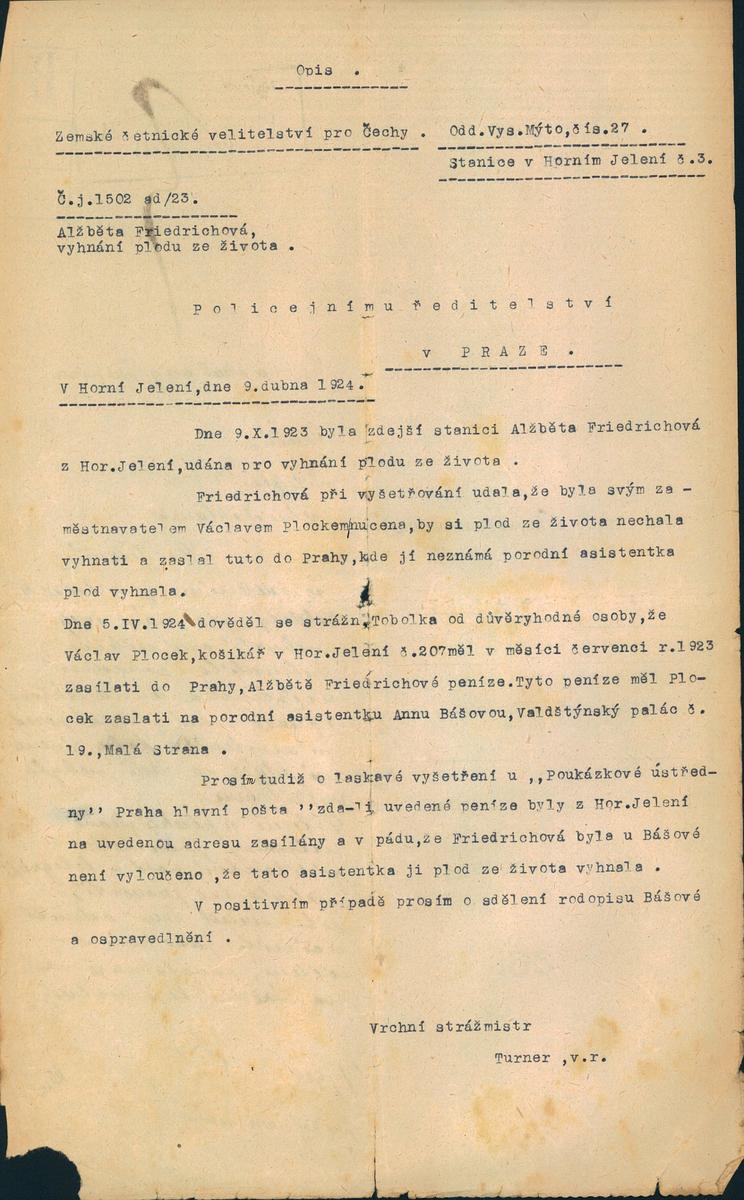 Opis .
Zemské četnické velitelství pro Čechy .
Odd.Vys.Mýto,čís.27 .
Stanice v Horním Jelení č.3.
Č.j.1502 ad/23.
Alžběta Friedrichová,
vyhnání plodu ze života .
Policejnímu ředitelství
v PRAZE .
V Horní Jelení,dne 9.dubna 1924.
Dne 9.X.1923 byla zdejší stanici Alžběta Friedrichová
z Hor.Jelení,udána pro vyhnání plodu ze života .
Friedrichová při vyšetřování udala,že byla svým za -
městnavatelem Václavem Plockem nucena,by si plod ze života nechala
vyhnati a zaslal tuto do Prahy,kde jí neznámá porodní asistentka
plod vyhnala.
Dne 5.IV.1924 dověděl se strážn.Tobolka od důvěryhodné osoby,že
Václav Plocek,košikář v Hor.Jelení č.207měl v měsíci červenci r.1923
zasílati do Prahy,Alžbětě Friedrichové peníze.Tyto peníze měl Plo-
cek zaslati na porodní asistentku Annu Bášovou,Valdštýnský palác č.
19.,Malá Strana .
Prosím tudiž o laskavé vyšetření u ,,Poukázkové ústřed-
ny'' Praha hlavní pošta ''zda-li uvedené peníze byly z Hor.Jelení
na uvedenou adresu zasílány a v pádu,že Friedrichová byla u Bášové
není vyloučeno ,že tato asistentka ji plod ze života vyhnala .
V positivním případě prosím o sdělení rodopisu Bášové
a ospravedlnění .
Vrchní strážmistr
Turner ,v.r.